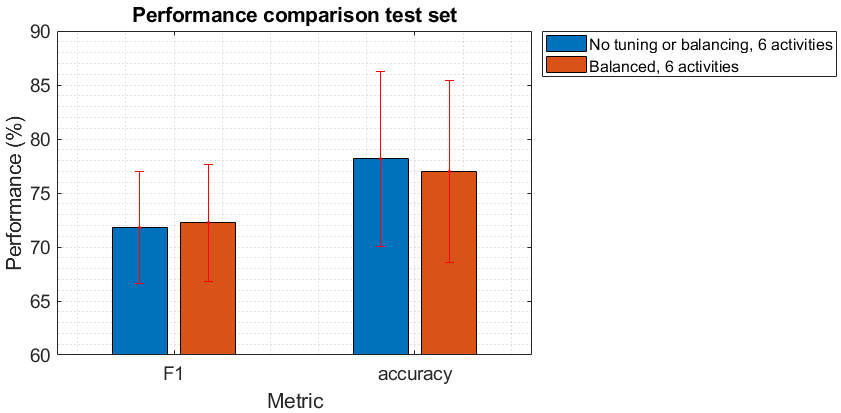 Performance comparison test set
No tuning or balancing, 6 activities
Balanced, 6 activities
90
85
80
75
70
65
60
Performance (%)
F1
accuracy
Metric